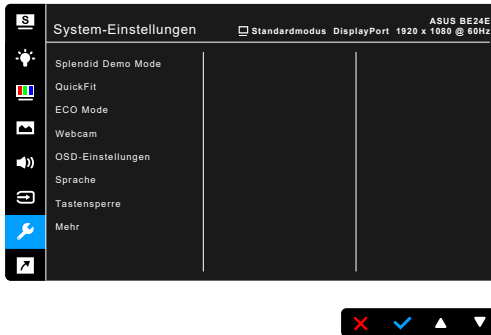 S
ASUS BE24E
System-Einstellungen
Standardmodus DisplayPort 1920 x 1080 @ 60Hz
Splendid Demo Mode
QuickFit
ECO Mode
Webcam
OSD-Einstellungen
Sprache
Tastensperre
Mehr